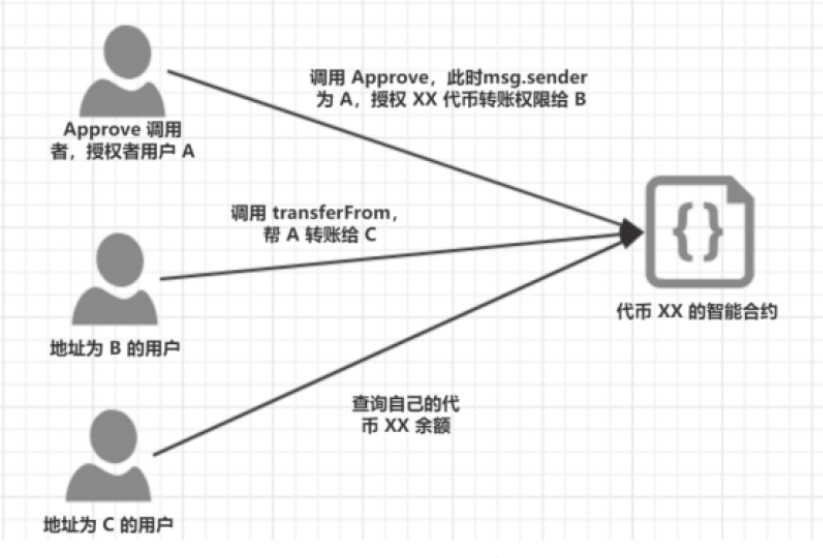 调用 Approve，此时msg.sender
为 A，授权 XX 代币转账权限给 B
Approve 调用
者，授权者用户 A
调用 transferFrom，
帮 A 转账给 C
{}
代币 XX 的智能合约
地址为 B 的用户
查询自己的代
币 XX 余额
地址为 C 的用户